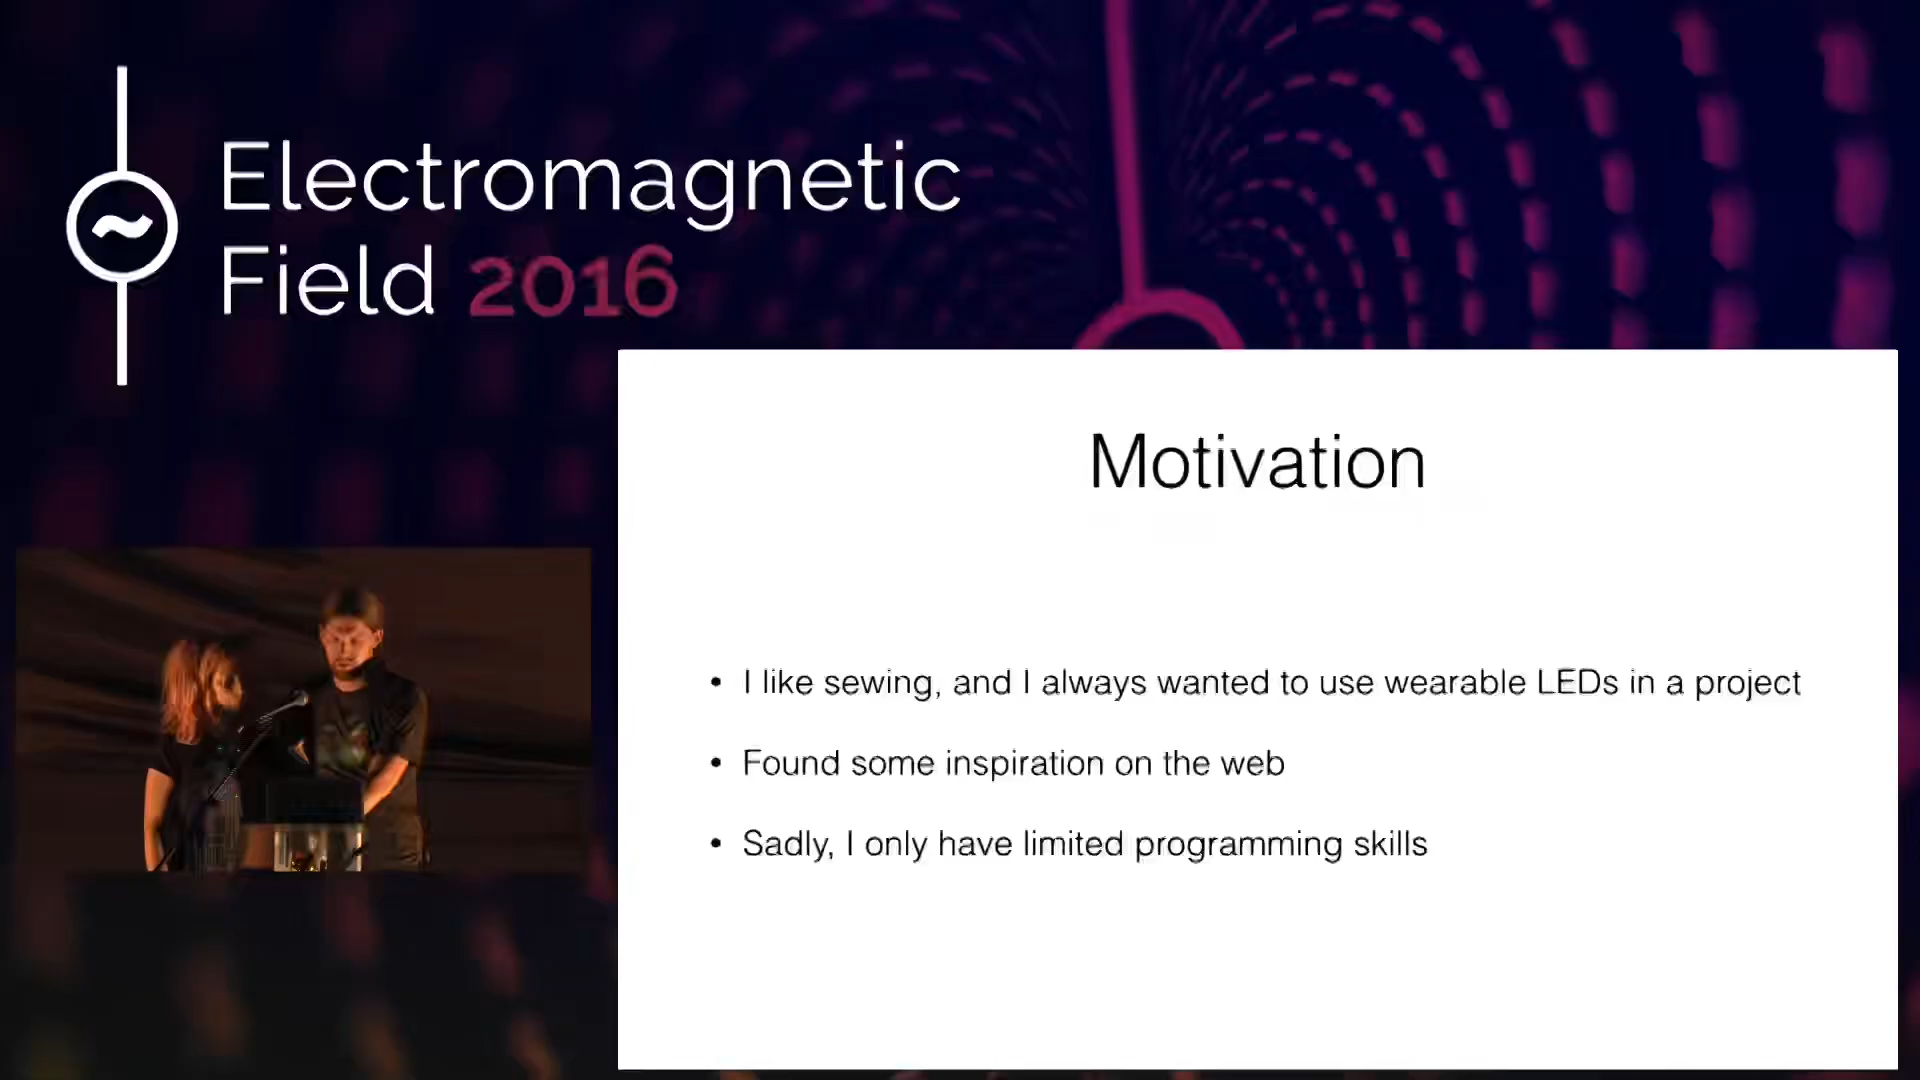 Electromagnetic
Field 2016
Motivation
• I like sewing, and I always wanted to use wearable LEDs in a project
• Found some inspiration on the web
• Sadly, I only have limited programming skills